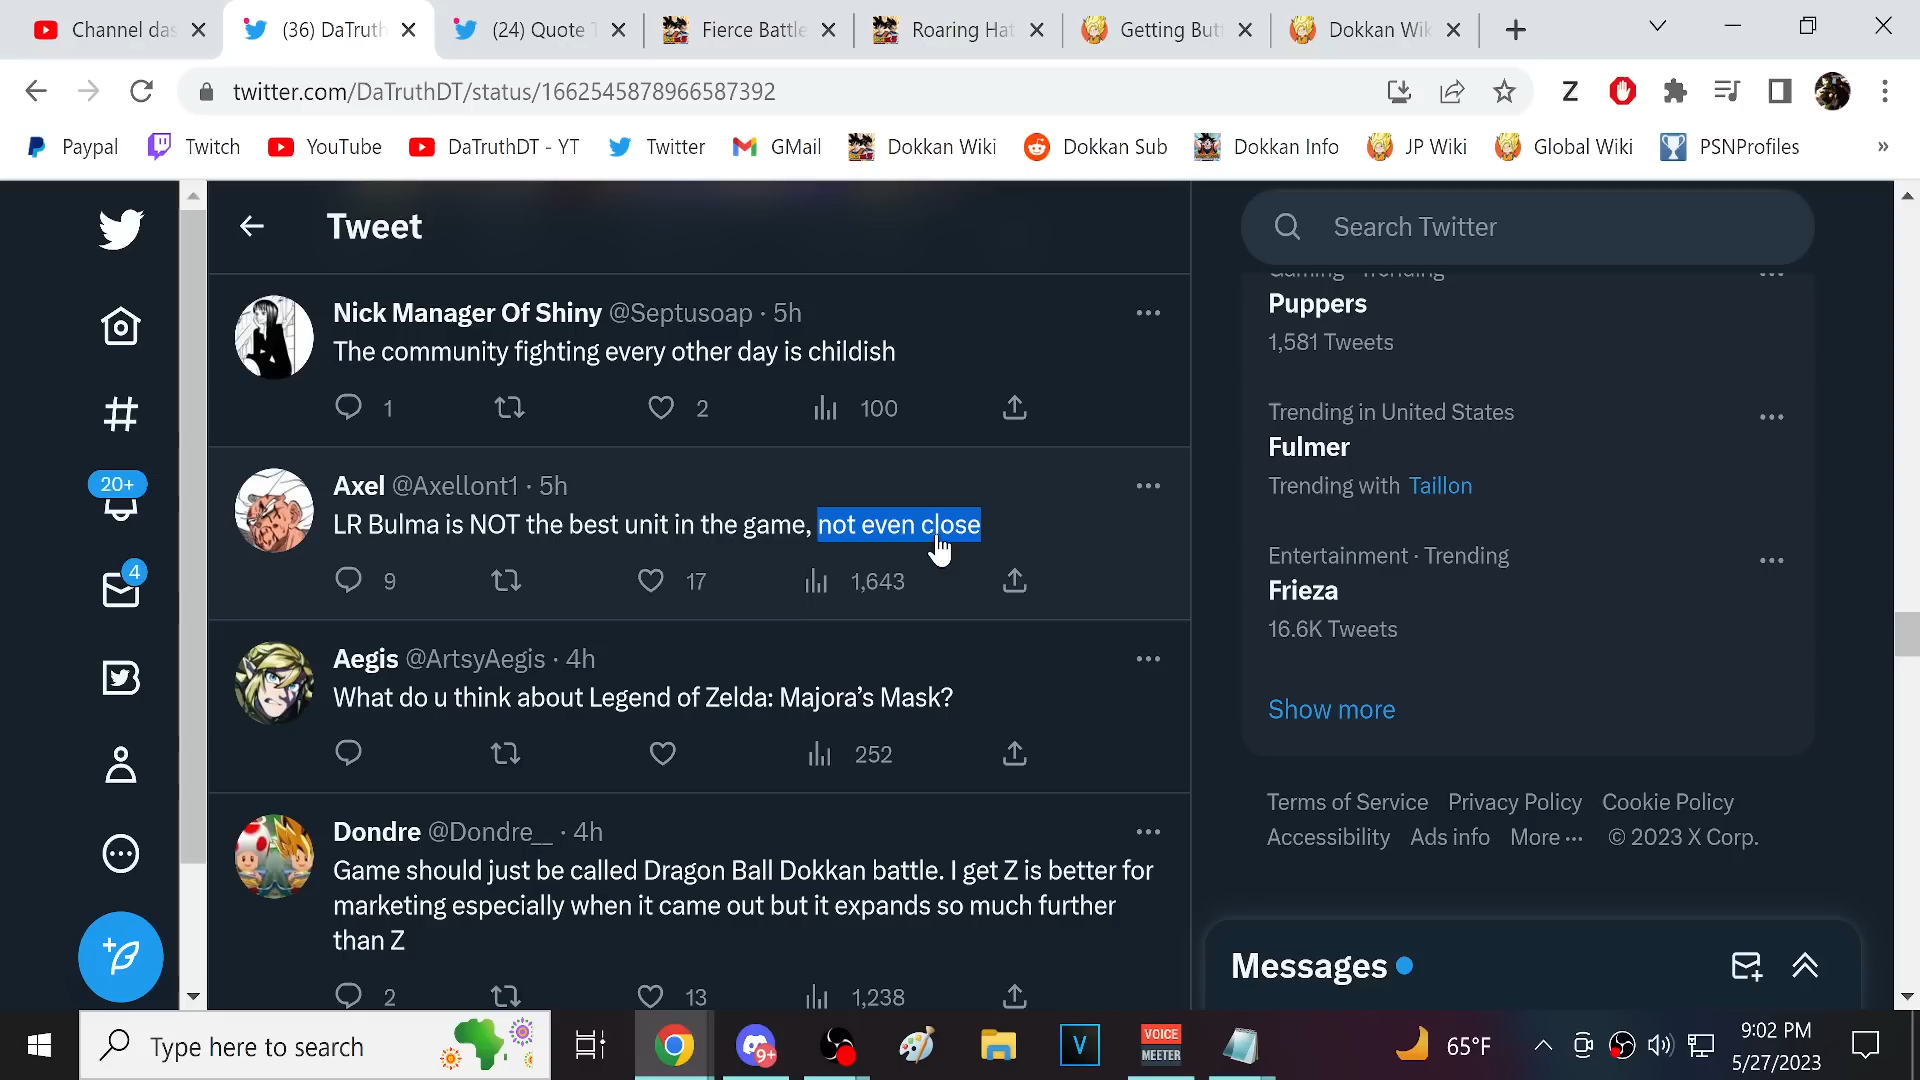 Channel das
(36) DaTruth
(24) Quote T
Fierce Battle
Roaring Hat
Getting But
Dokkan Wik
twitter.com/DaTruthDT/status/1662545878966587392
Z
Paypal
Twitch
YouTube
DaTruthDT - YT
Twitter
GMail
Dokkan Wiki
Dokkan Sub
Dokkan Info
JP Wiki
Global Wiki
PSNProfiles
»
20+
4
Tweet
Nick Manager Of Shiny @Septusoap · 5h
The community fighting every other day is childish
1
2
100
Axel @Axellont1 · 5h
LR Bulma is NOT the best unit in the game, not even close
9
17
1,643
Aegis @ArtsyAegis · 4h
What do u think about Legend of Zelda: Majora's Mask?
252
Dondre @Dondre__ · 4h
Game should just be called Dragon Ball Dokkan battle. I get Z is better for
marketing especially when it came out but it expands so much further
than Z
2
13
1,238
Search Twitter
Gaming · Trending
Puppers
1,581 Tweets
Trending in United States
Fulmer
Trending with Taillon
Entertainment · Trending
Frieza
16.6K Tweets
Show more
Terms of Service Privacy Policy Cookie Policy
Accessibility Ads info More ··· © 2023 X Corp.
Messages
Type here to search
9+
V
VOICE
MEETER
65°F
9:02 PM
5/27/2023